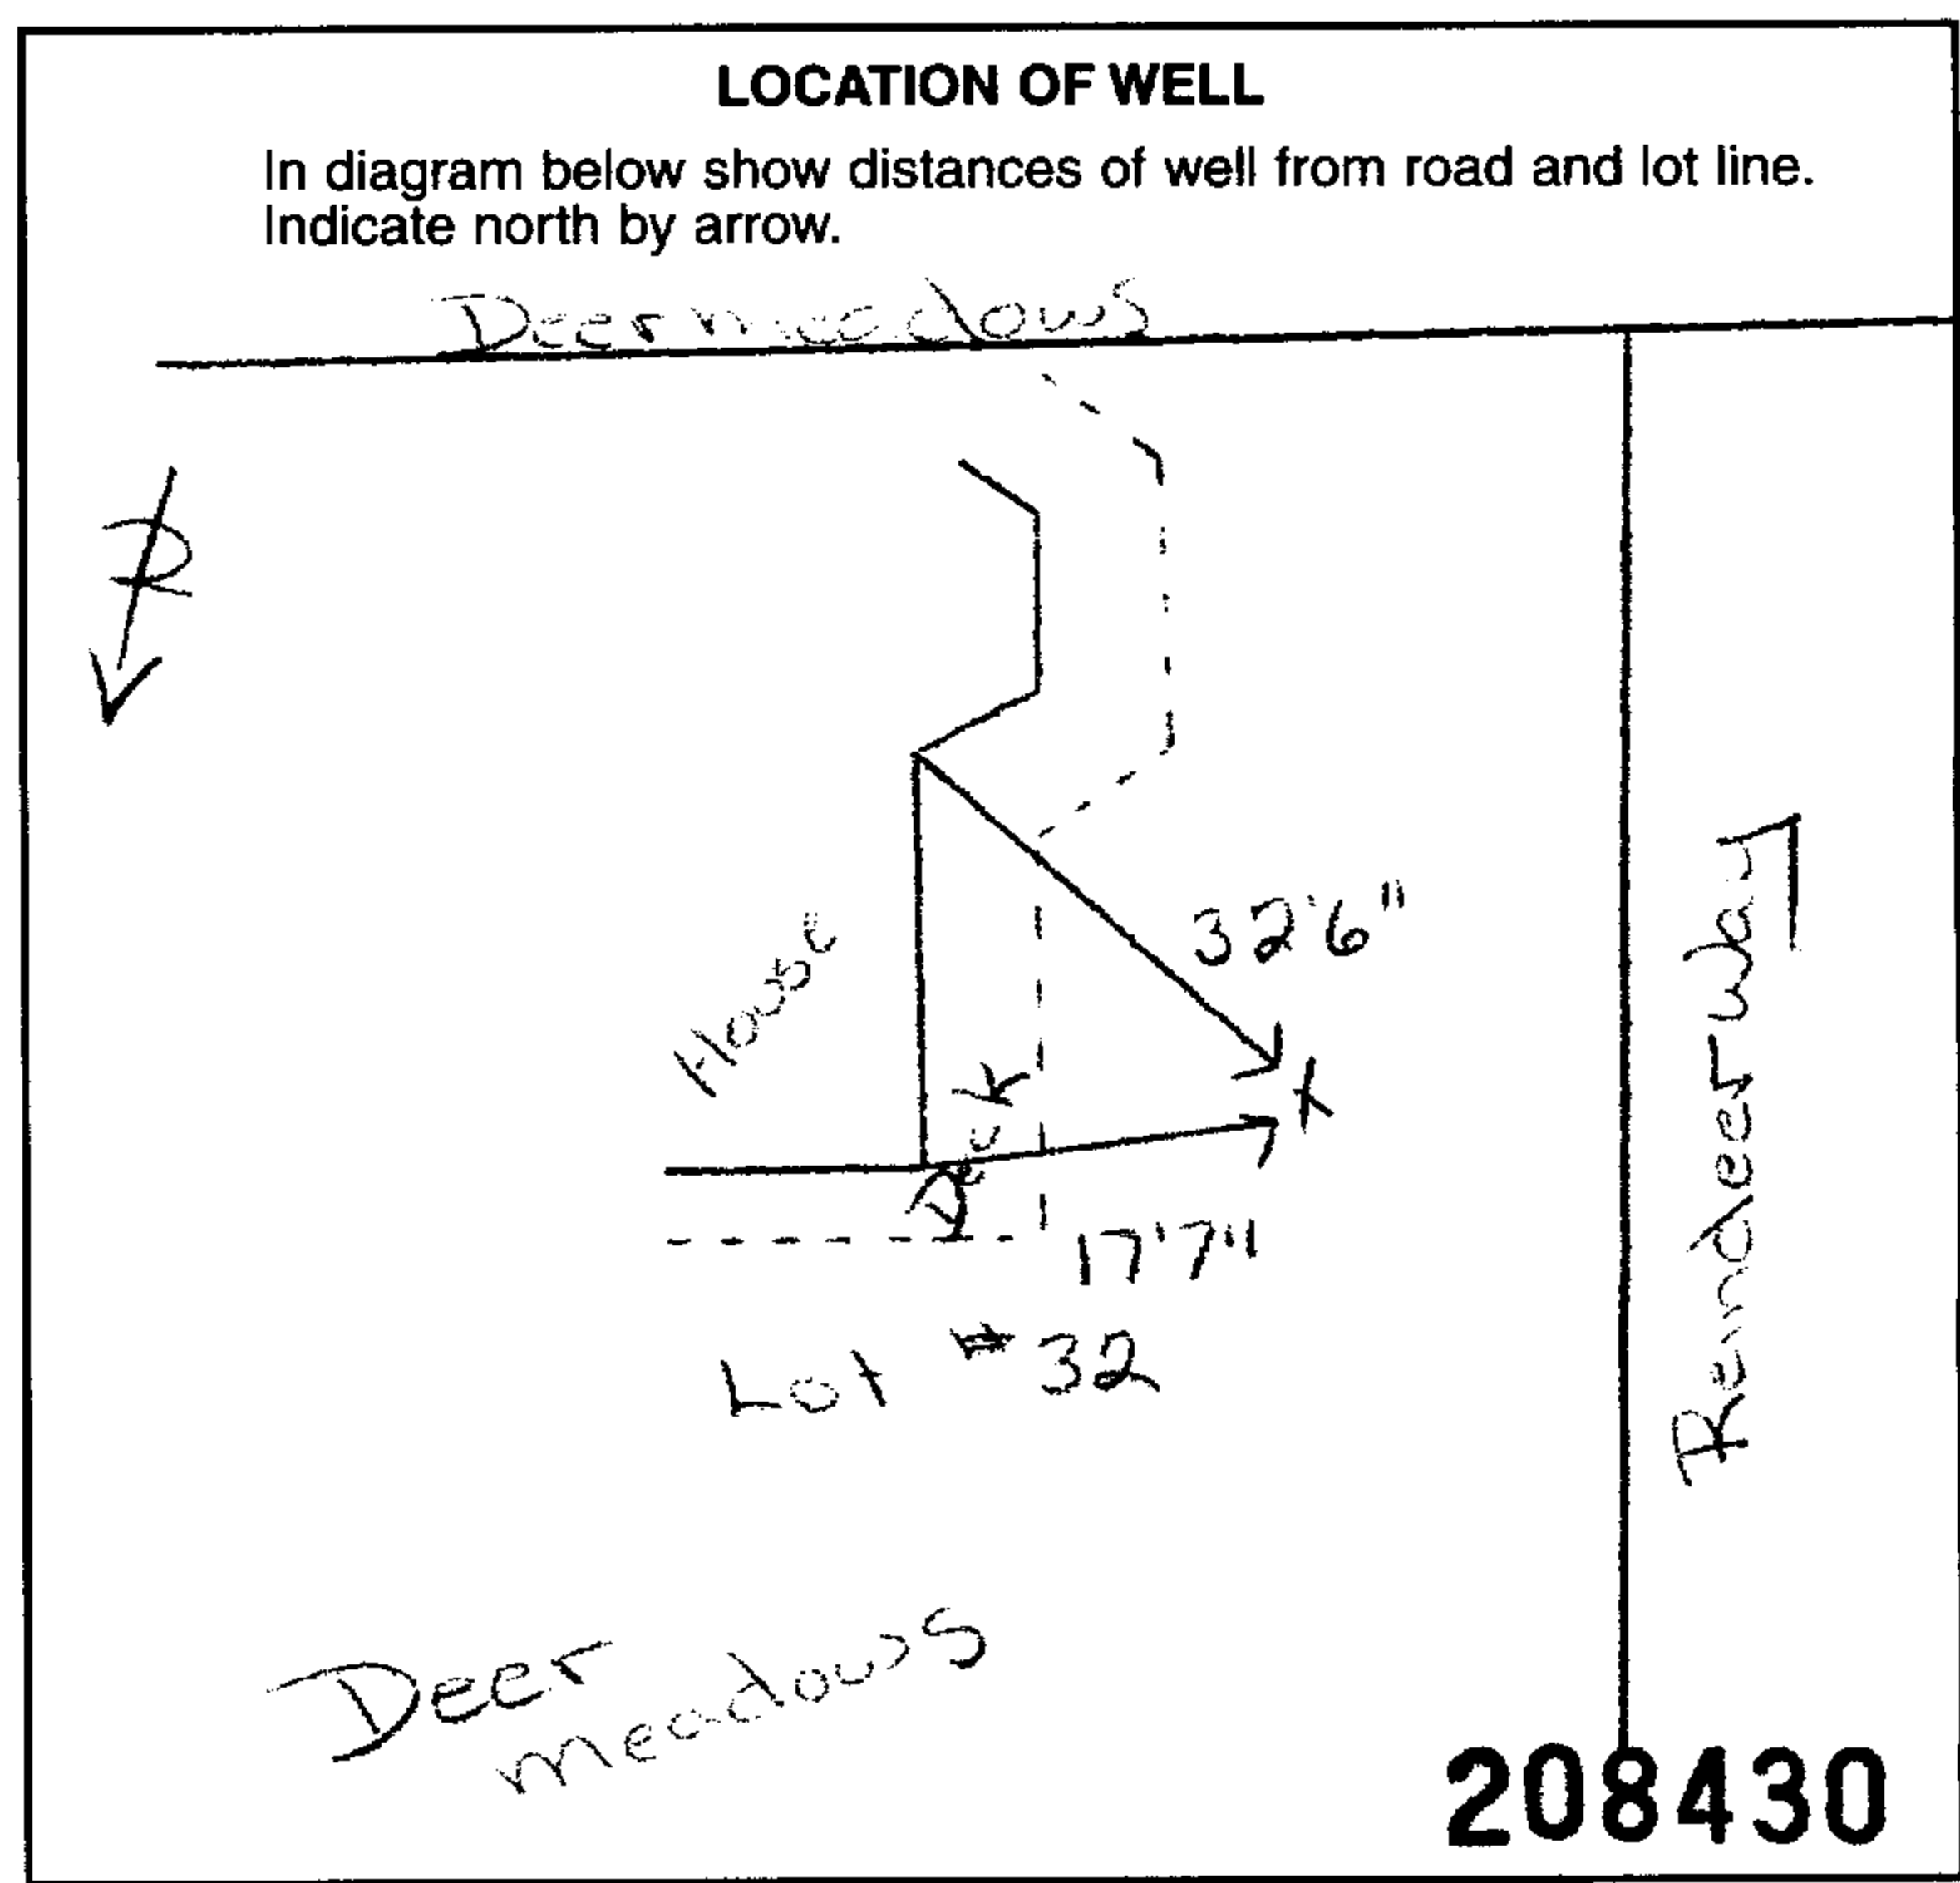 LOCATION OF WELL
In diagram below show distances of well from road and lot line.
Indicate north by arrow.
Deer meadows
N
House
32'6"
X
Deck
17'7"
Lot #32
Reindeer Way
Deer
meadows
208430